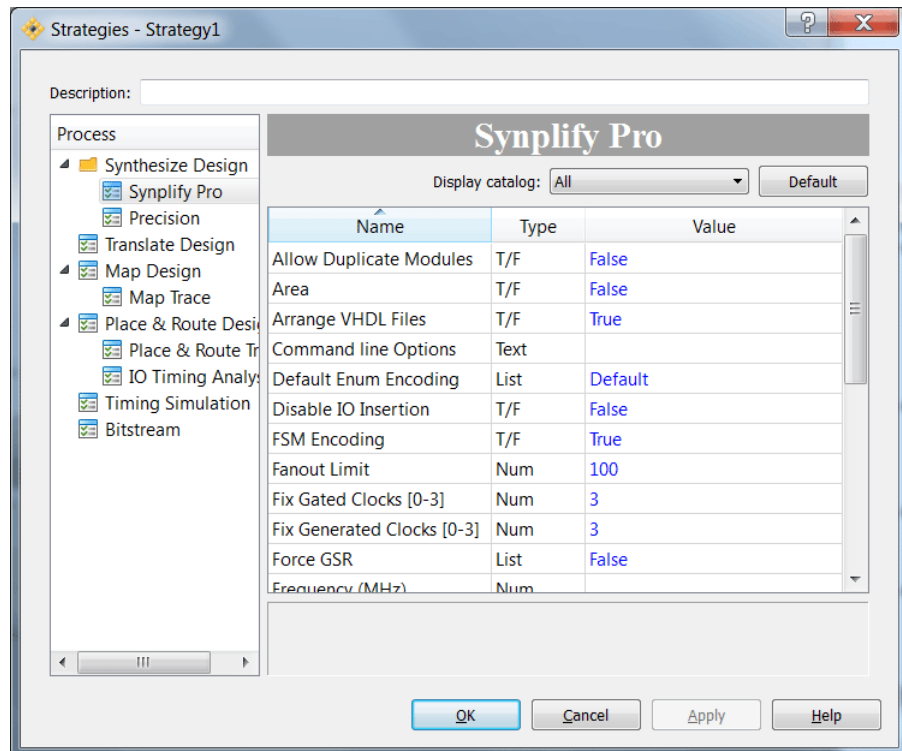 Strategies - Strategy1
Description:
Process
Synthesize Design
Synplify Pro
Precision
Translate Design
Map Design
Map Trace
Place & Route Desi
Place & Route Tr
IO Timing Analy
Timing Simulation
Bitstream
Synplify Pro
Display catalog: All Default
Name Type Value
Allow Duplicate Modules T/F False
Area T/F False
Arrange VHDL Files T/F True
Command line Options Text
Default Enum Encoding List Default
Disable IO Insertion T/F False
FSM Encoding T/F True
Fanout Limit Num 100
Fix Gated Clocks [0-3] Num 3
Fix Generated Clocks [0-3] Num 3
Force GSR List False
Frequency (MHz) Num
OK Cancel Apply Help